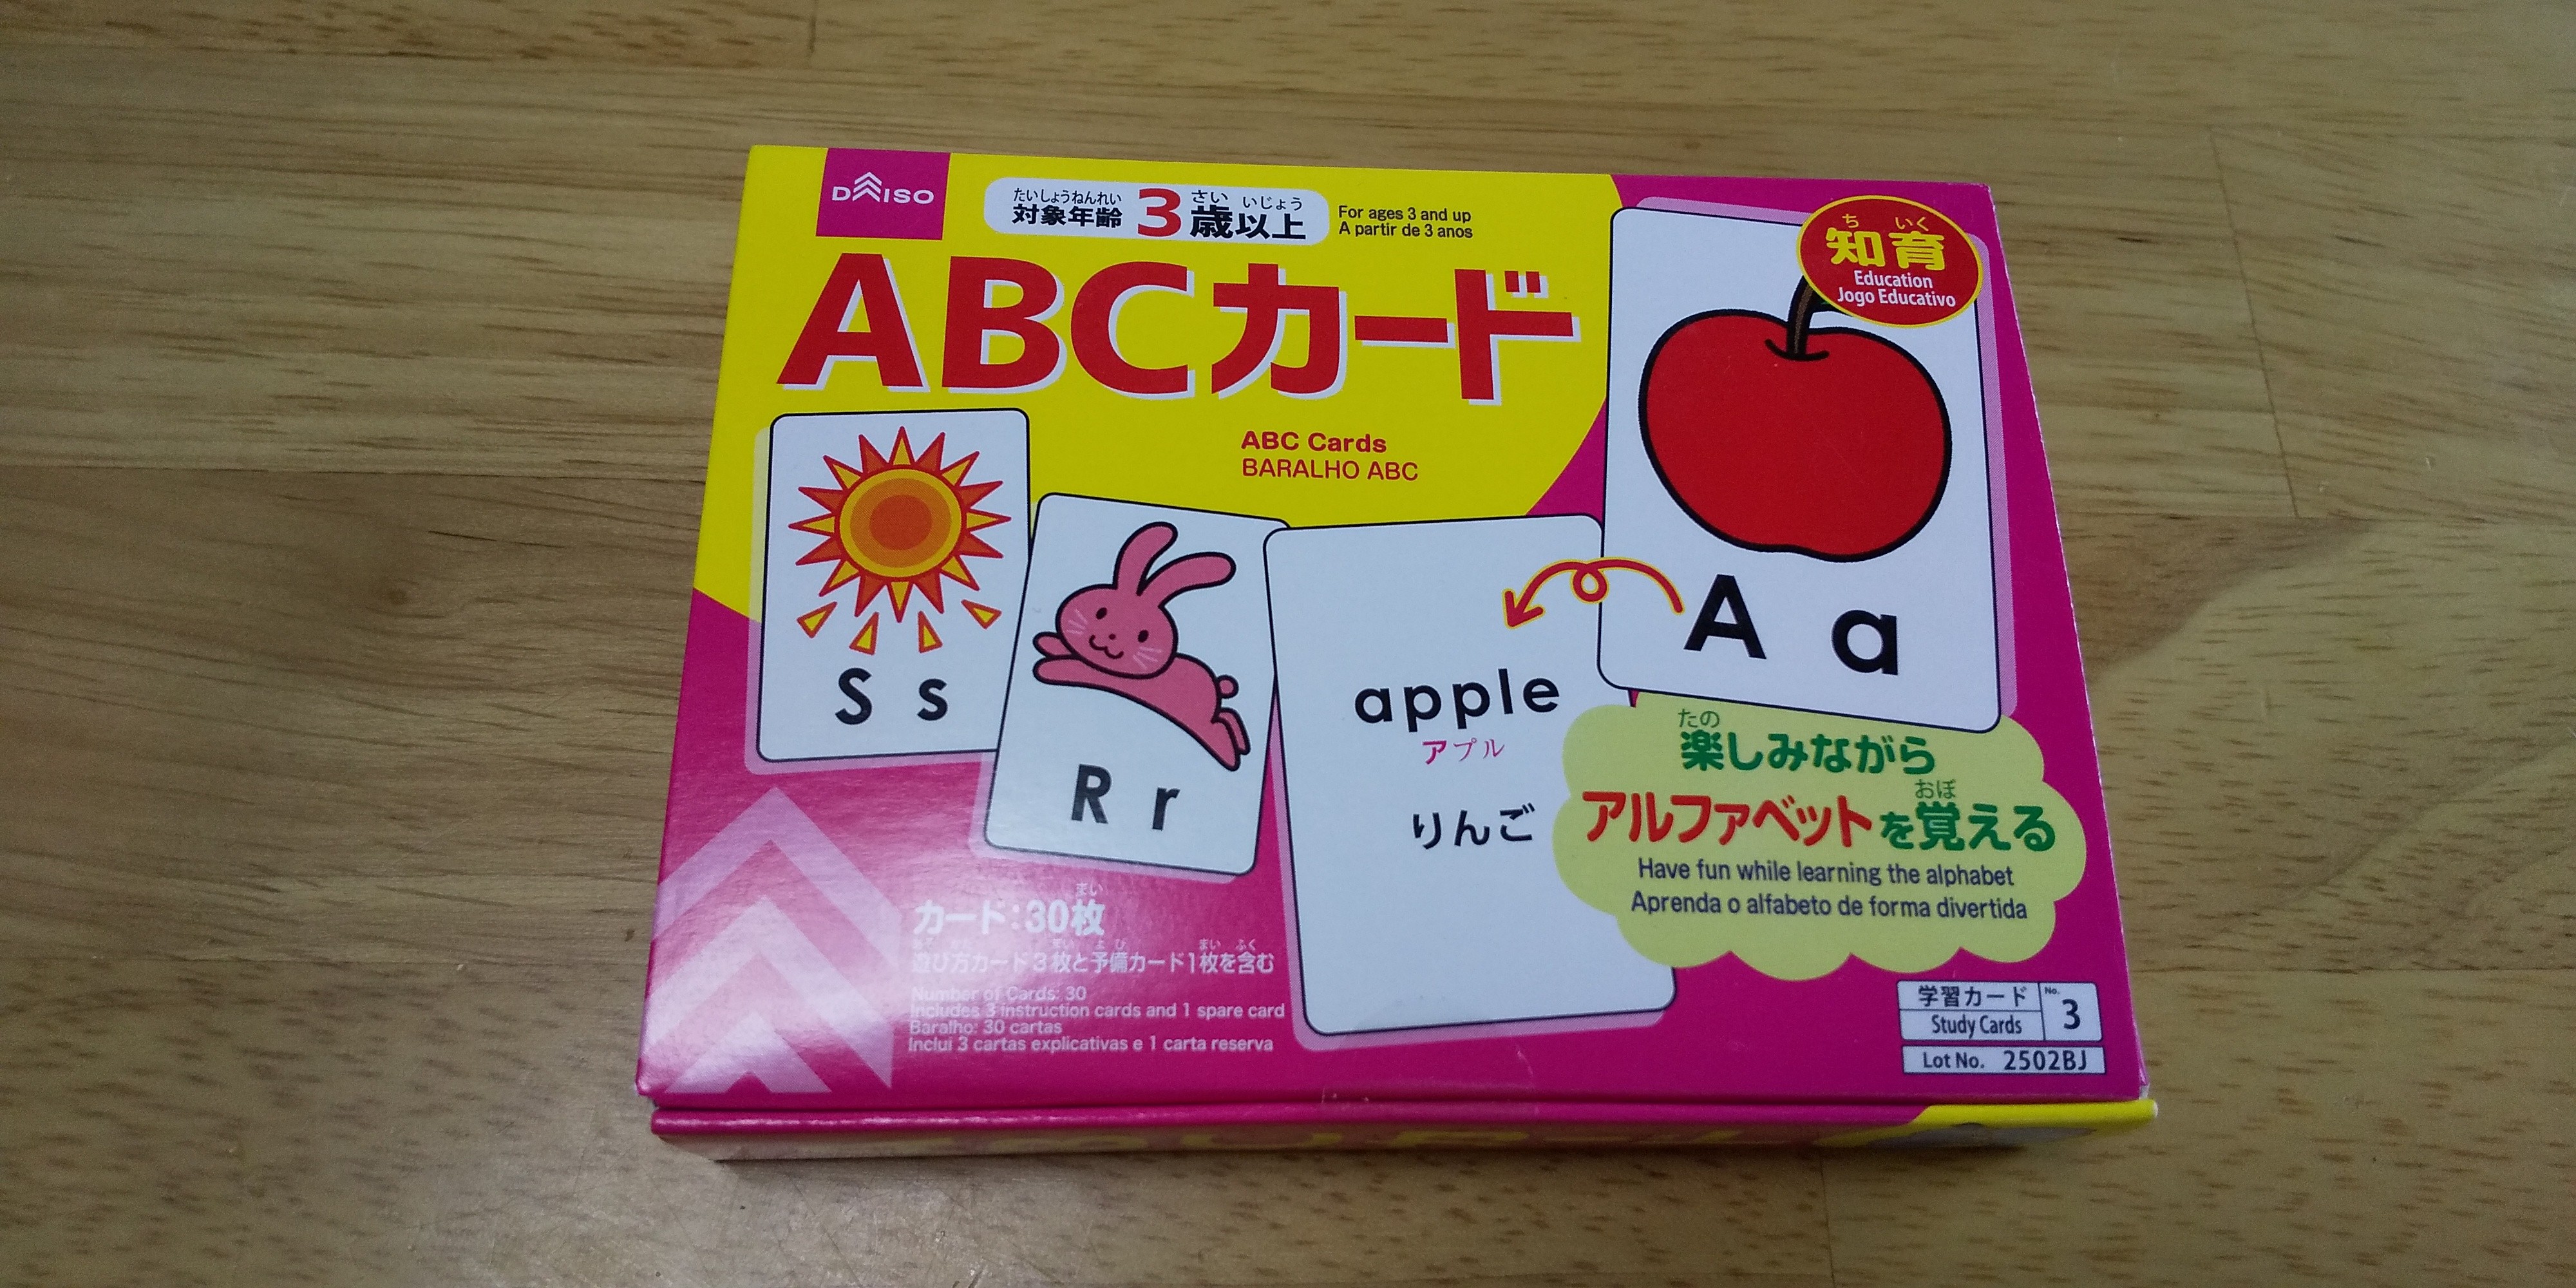 DAISO
たいしょうねんれい さい いじょう
対象年齢 3歳以上
For ages 3 and up
A partir de 3 anos
ち いく
知育
Education
Jogo Educativo
ABCカード
ABC Cards
BARALHO ABC
S s
R r
apple
アプル
りんご
A a
たの
楽しみながら
おぼ
アルファベットを覚える
Have fun while learning the alphabet
Aprenda o alfabeto de forma divertida
まい
カード:30枚
遊び方カード3枚と予備カード1枚を含む
Number of Cards: 30
Includes 3 instruction cards and 1 spare card
Baralho: 30 cartas
Inclui 3 cartas explicativas e 1 carta reserva
学習カード
Study Cards
No.
3
Lot No. 2502BJ